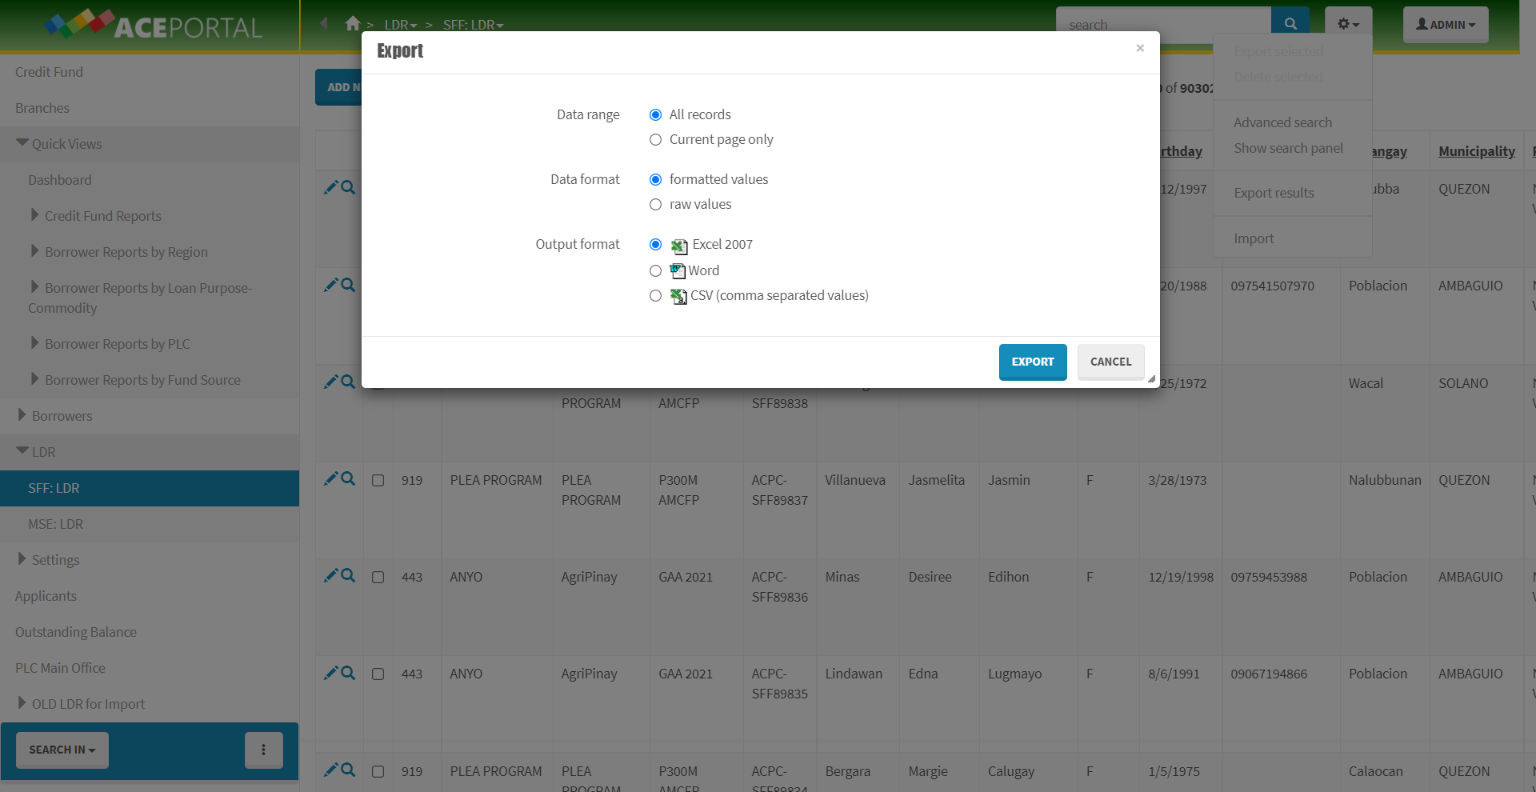 ACEPORTAL
> LDR > SFF: LDR
search
ADMIN
Credit Fund
Branches
Quick Views
Dashboard
Credit Fund Reports
Borrower Reports by Region
Borrower Reports by Loan Purpose-
Commodity
Borrower Reports by PLC
Borrower Reports by Fund Source
Borrowers
LDR
SFF: LDR
MSE: LDR
Settings
Applicants
Outstanding Balance
PLC Main Office
OLD LDR for Import
SEARCH IN
Export
×
Data range
All records
Current page only
Data format
formatted values
raw values
Output format
Excel 2007
Word
CSV (comma separated values)
EXPORT CANCEL
Export selected
Delete selected
Advanced search
Show search panel
Export results
Import
ADD N
of 90302
rthday angay Municipality
12/1997 ubba QUEZON
20/1988 097541507970 Poblacion AMBAGUIO
25/1972 Wacal SOLANO
PROGRAM AMCFP SFF89838
919 PLEA PROGRAM PLEA P300M ACPC- Villanueva Jasmelita Jasmin F 3/28/1973 Nalubbunan QUEZON
PROGRAM AMCFP SFF89837
443 ANYO AgriPinay GAA 2021 ACPC- Minas Desiree Edihon F 12/19/1998 09759453988 Poblacion AMBAGUIO
SFF89836
443 ANYO AgriPinay GAA 2021 ACPC- Lindawan Edna Lugmayo F 8/6/1991 09067194866 Poblacion AMBAGUIO
SFF89835
919 PLEA PROGRAM PLEA P300M ACPC- Bergara Margie Calugay F 1/5/1975 Calaocan QUEZON
PROGRAM AMCFP SFF89834